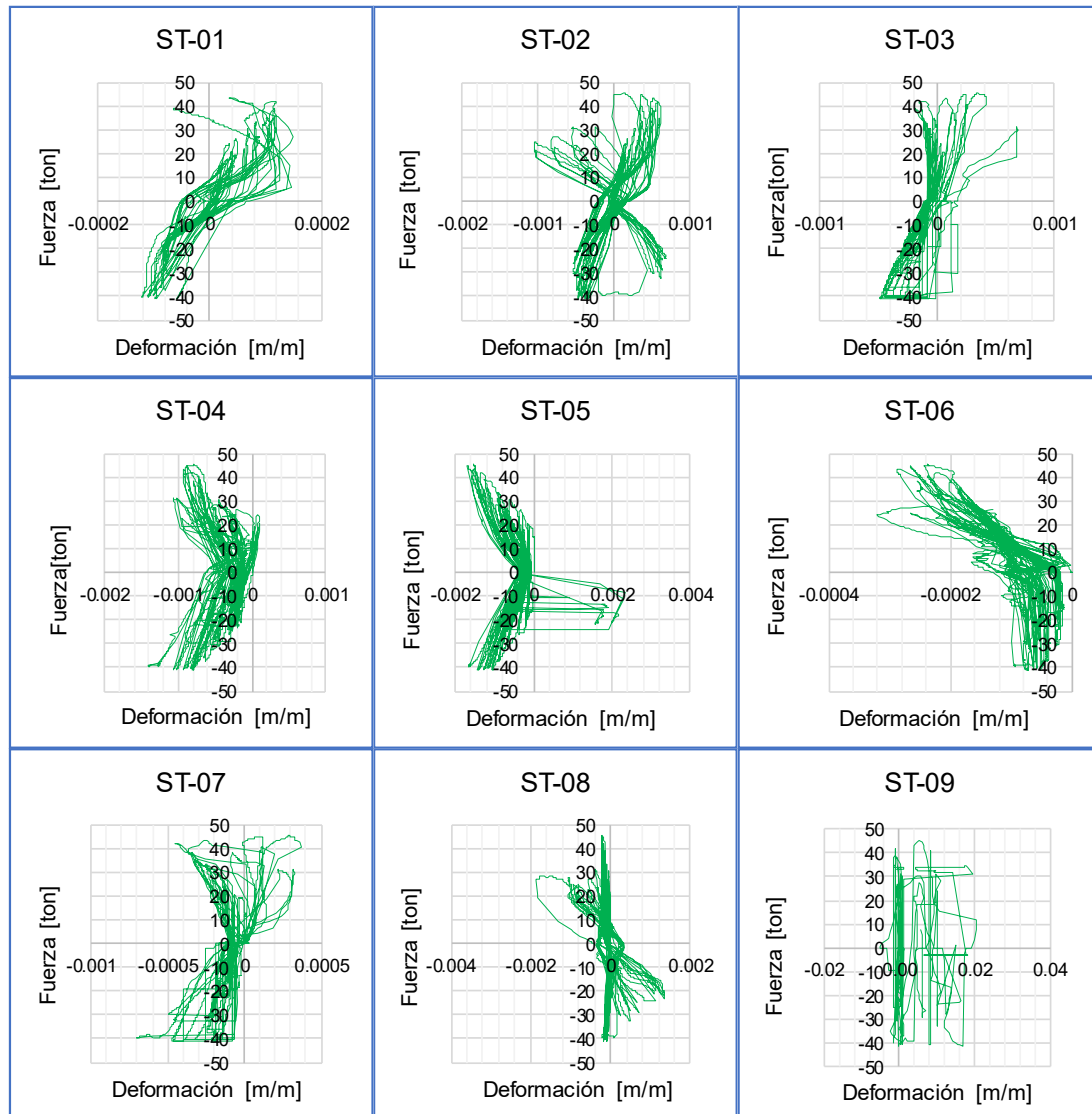 ST-01
50
40
30
20
10
0
-0.0002 0 0.0002
-10
-20
-30
-40
-50
Fuerza [ton]
Deformación [m/m]
ST-02
50
40
30
20
10
0
-0.002 -0.001 0 0.001
-10
-20
-30
-40
-50
Fuerza [ton]
Deformación [m/m]
ST-03
50
40
30
20
10
0
-0.001 0 0.001
-10
-20
-30
-40
-50
Fuerza[ton]
Deformación [m/m]
ST-04
50
40
30
20
10
0
-0.002 -0.001 0 0.001
-10
-20
-30
-40
-50
Fuerza[ton]
Deformación [m/m]
ST-05
50
40
30
20
10
0
-0.002 0 0.002 0.004
-10
-20
-30
-40
-50
Fuerza [ton]
Deformación [m/m]
ST-06
50
40
30
20
10
0
-0.0004 -0.0002 0
-10
-20
-30
-40
-50
Fuerza [ton]
Deformación [m/m]
ST-07
50
40
30
20
10
0
-0.001 -0.0005 0 0.0005
-10
-20
-30
-40
-50
Fuerza [ton]
Deformación [m/m]
ST-08
50
40
30
20
10
0
-0.004 -0.002 0 0.002
-10
-20
-30
-40
-50
Fuerza [ton]
Deformación [m/m]
ST-09
50
40
30
20
10
0
-0.02 0.00 0.02 0.04
-10
-20
-30
-40
-50
Fuerza [ton]
Deformación [m/m]